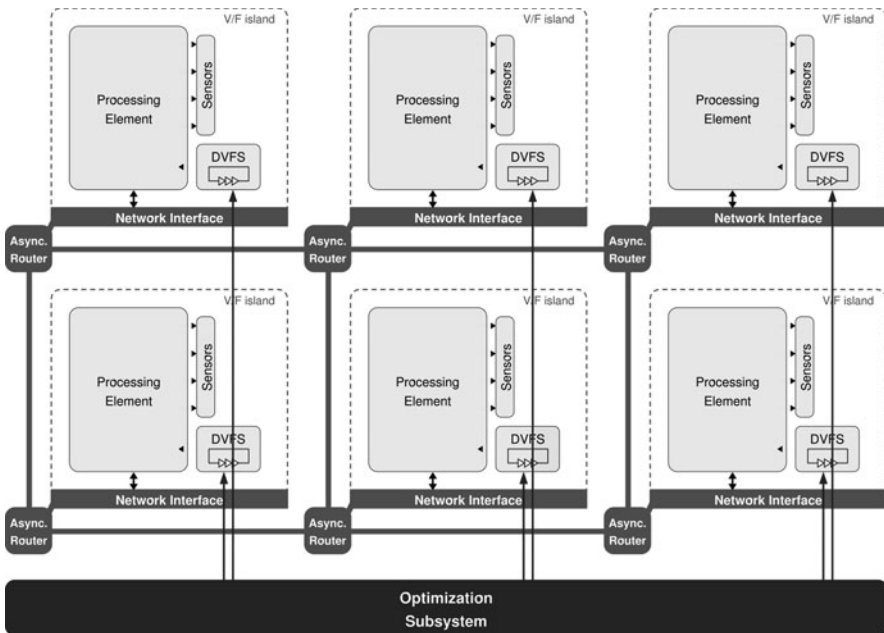 V/F island
V/F island
V/F island
Processing
Element
Sensors
DVFS
Processing
Element
Sensors
DVFS
Processing
Element
Sensors
DVFS
Network Interface
Network Interface
Network Interface
Async.
Router
Async.
Router
Async.
Router
V/F island
V/F island
V/F island
Processing
Element
Sensors
DVFS
Processing
Element
Sensors
DVFS
Processing
Element
Sensors
DVFS
Network Interface
Network Interface
Network Interface
Async.
Router
Async.
Router
Async.
Router
Optimization
Subsystem